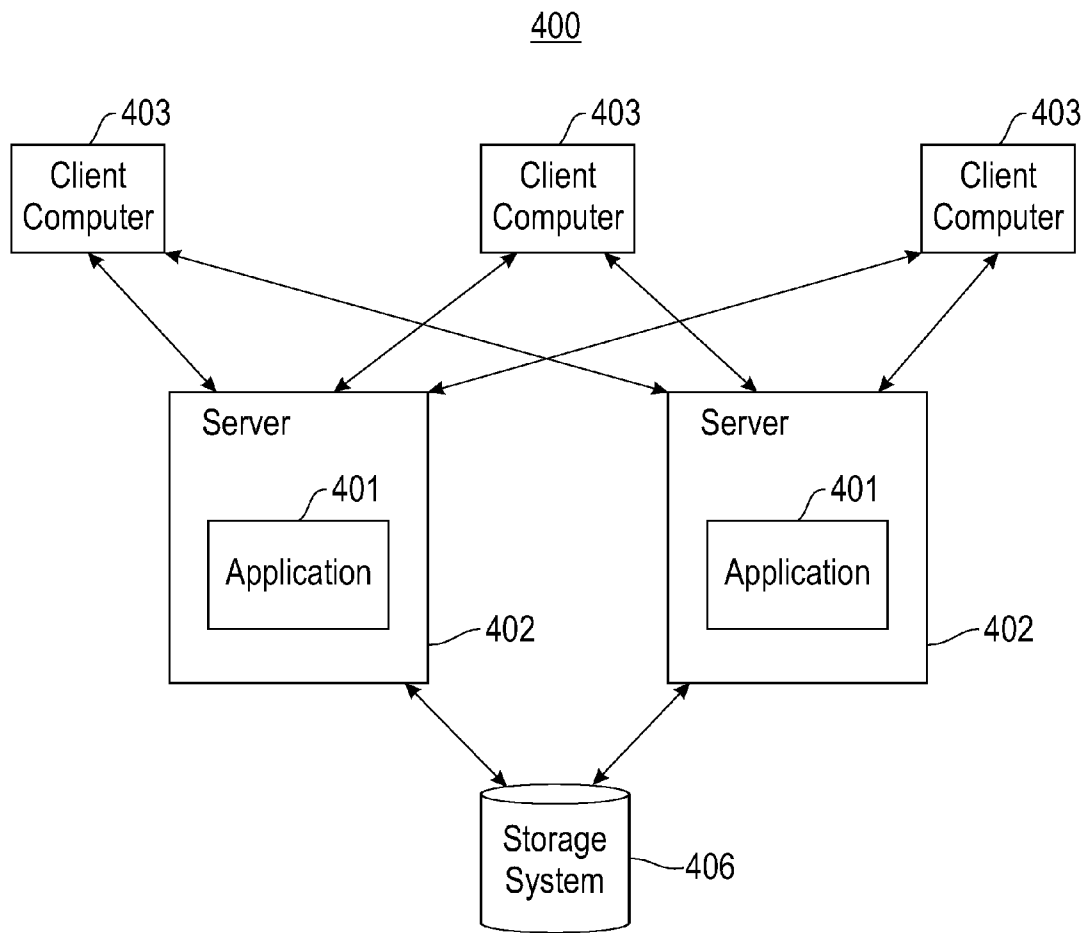 400
403
403
403
Client
Computer
Client
Computer
Client
Computer
Server
Server
401
401
Application
Application
402
402
Storage
System
406